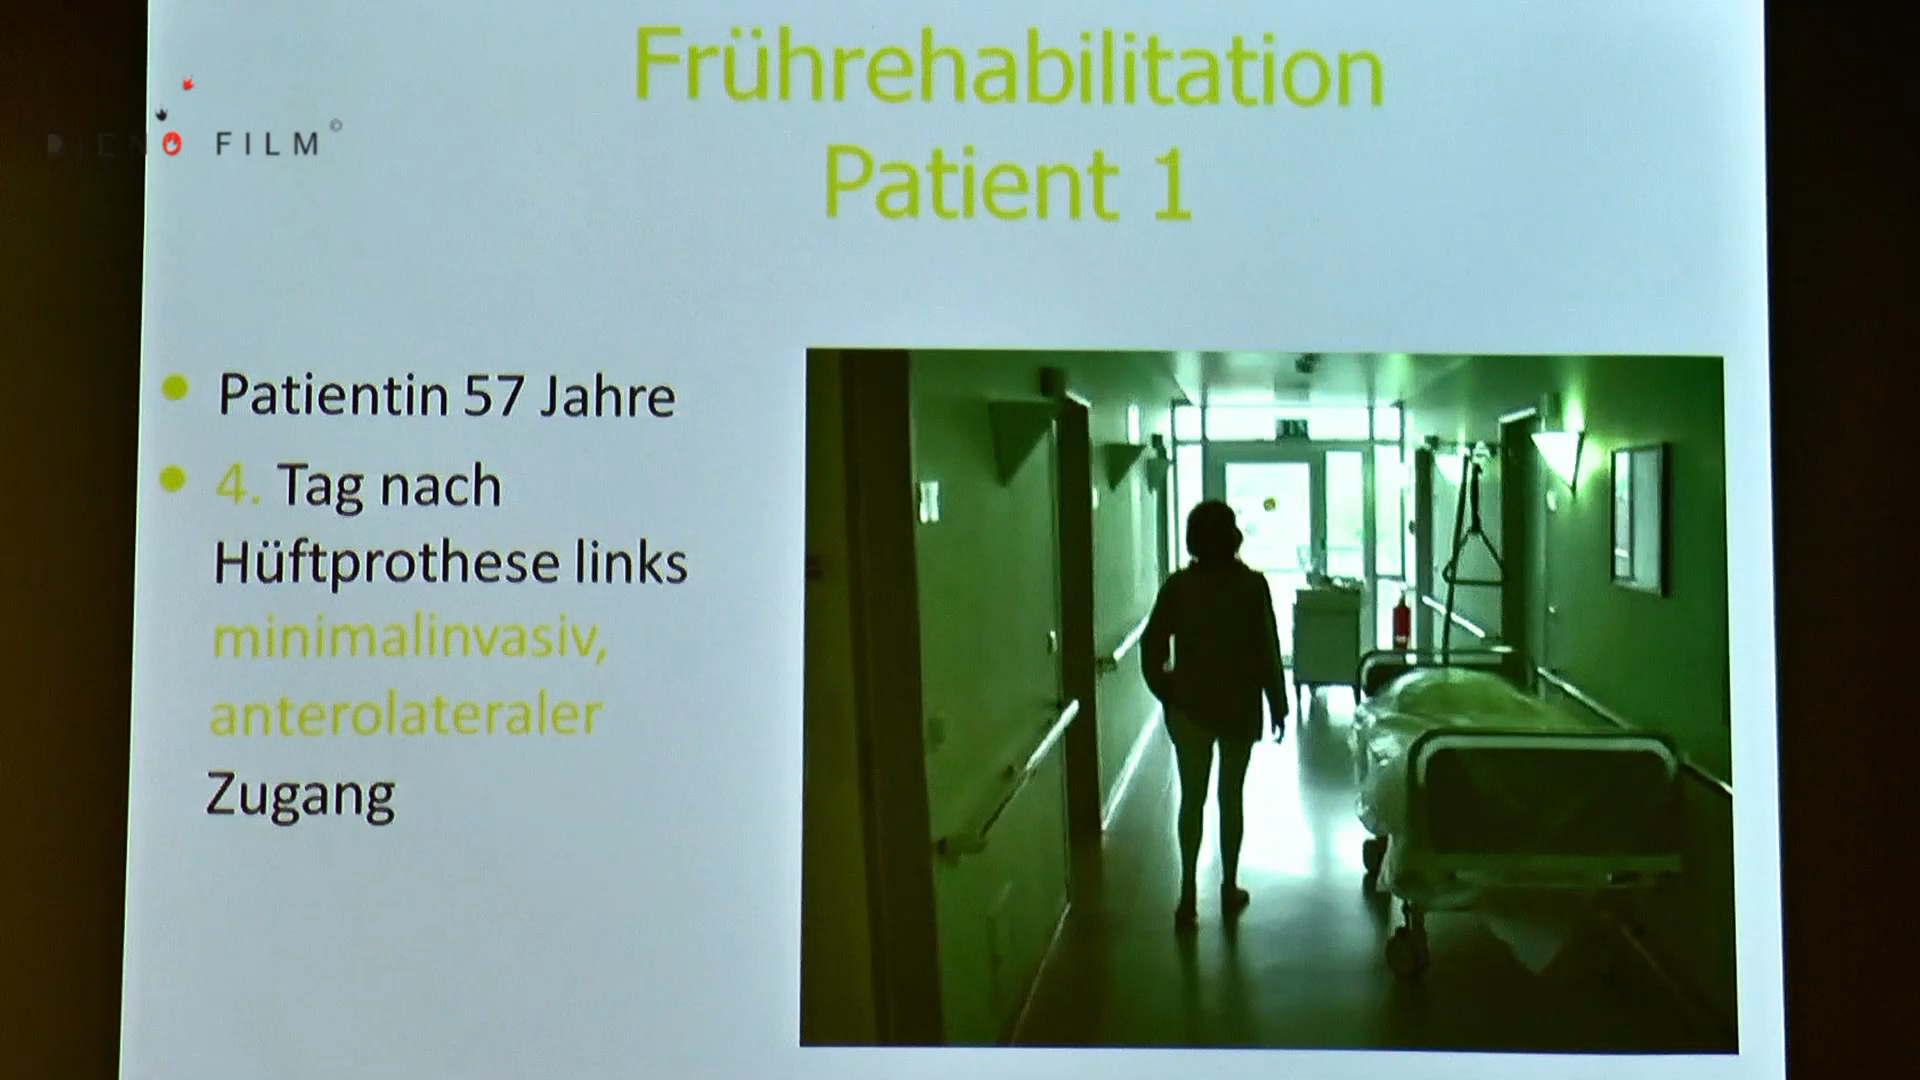 Frührehabilitation
Patient 1
FILM©
Patientin 57 Jahre
4. Tag nach
Hüftprothese links
minimalinvasiv,
anterolateraler
Zugang